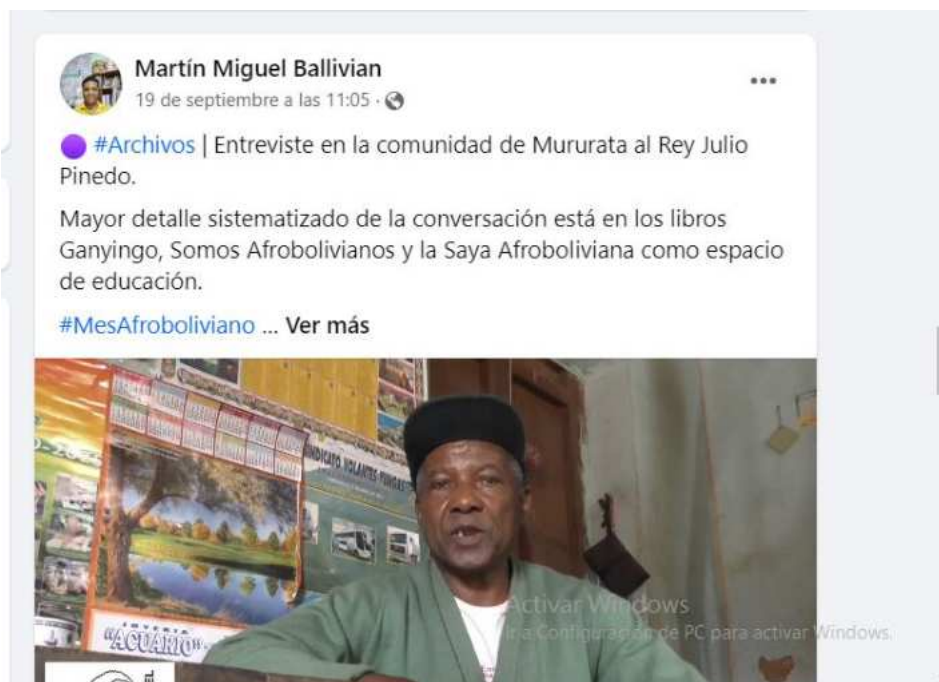 Martín Miguel Ballivian
19 de septiembre a las 11:05 ·
#Archivos | Entreviste en la comunidad de Mururata al Rey Julio
Pinedo.
Mayor detalle sistematizado de la conversación está en los libros
Ganyingo, Somos Afrobolivianos y la Saya Afroboliviana como espacio
de educación.
#MesAfroboliviano ... Ver más
SINDICATO VOLANTES YUNGAS
"ACUARIO"
Activar Windows
Ir a Configuración de PC para activar Windows.